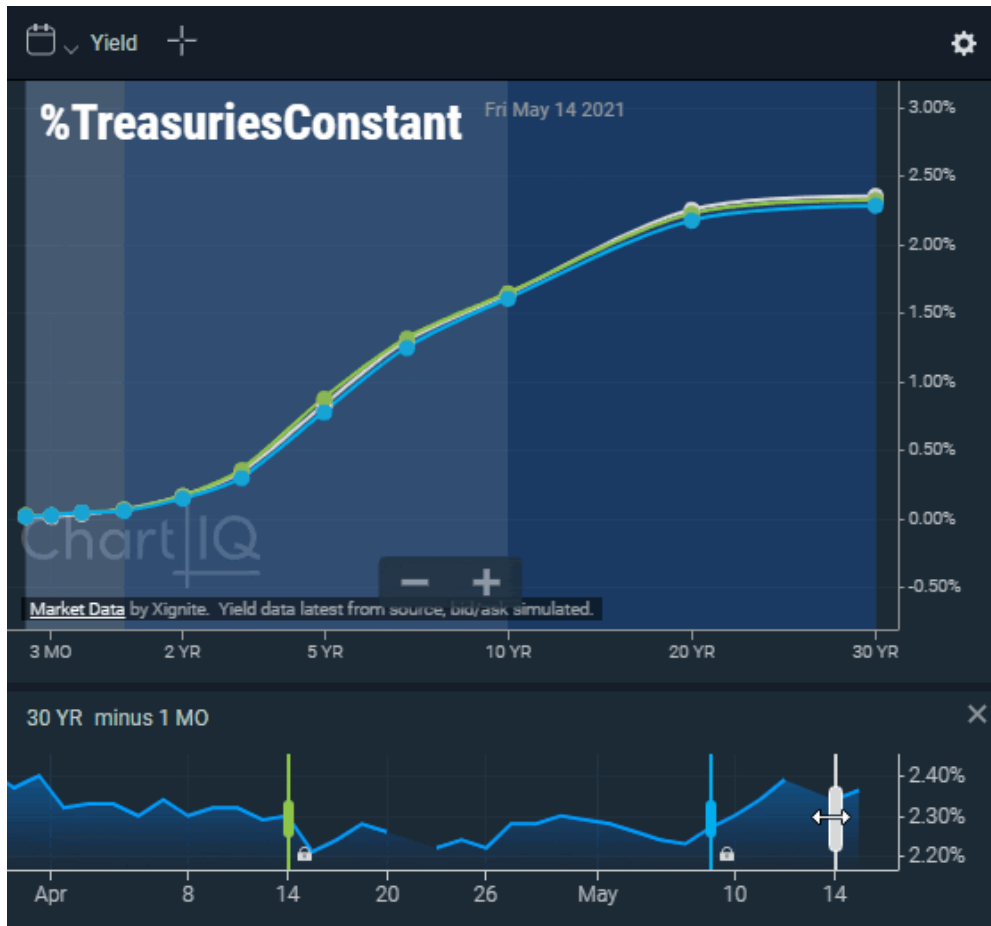 Yield
%TreasuriesConstant Fri May 14 2021
3.00%
2.50%
2.00%
1.50%
1.00%
0.50%
0.00%
-0.50%
ChartIQ
Market Data by Xignite. Yield data latest from source, bid/ask simulated.
3 MO 2 YR 5 YR 10 YR 20 YR 30 YR
30 YR minus 1 MO
2.40%
2.30%
2.20%
Apr 8 14 20 26 May 10 14